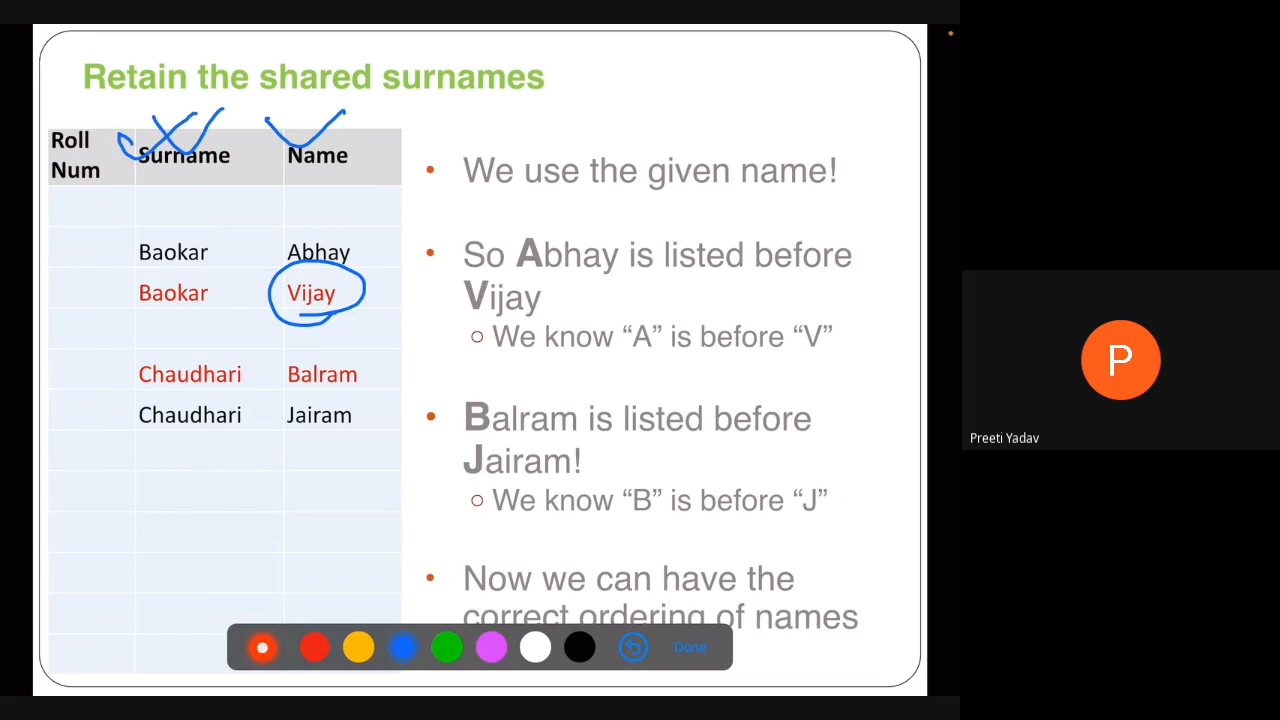 Retain the shared surnames
Roll Num Surname Name
Baokar Abhay
Baokar Vijay
Chaudhari Balram
Chaudhari Jairam
• We use the given name!
• So Abhay is listed before
Vijay
○ We know “A” is before “V”
• Balram is listed before
Jairam!
○ We know “B” is before “J”
• Now we can have the
correct ordering of names
Done
P
Preeti Yadav